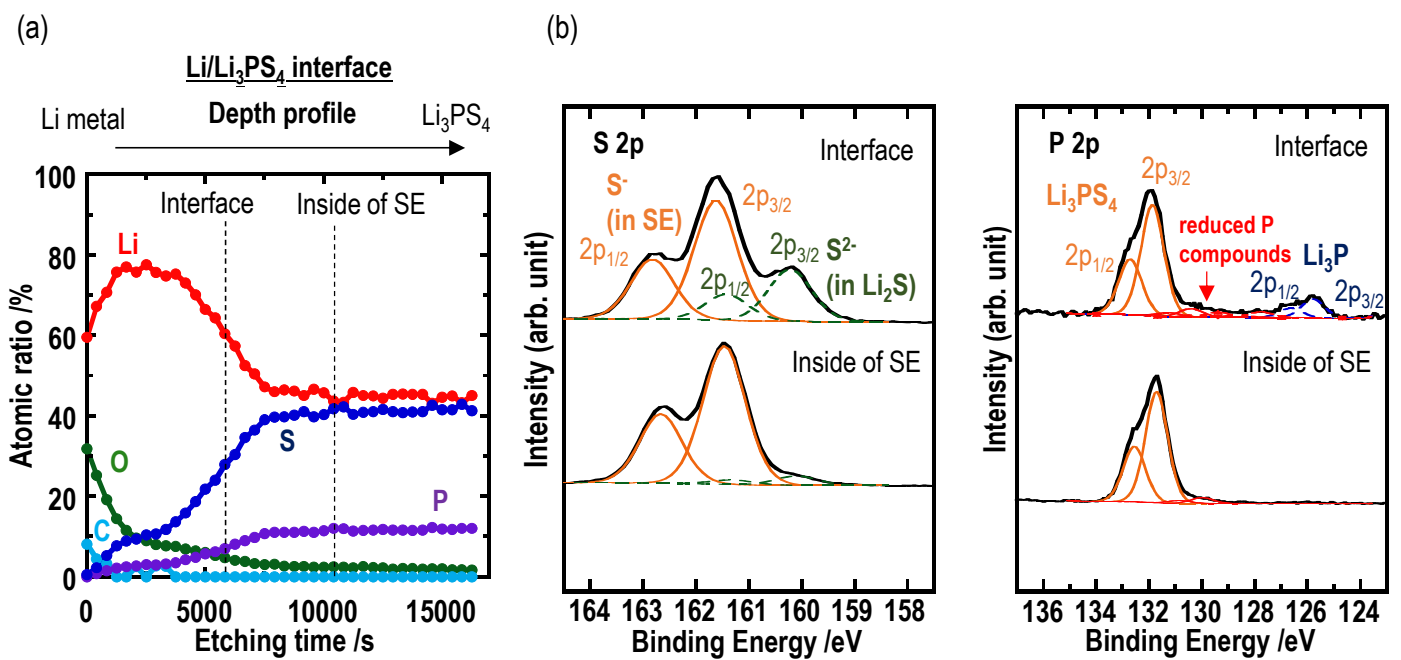 (a)
Li/Li3PS4 interface
Depth profile
Li metal
Li3PS4
100
80
60
40
20
0
Atomic ratio /%
Interface
Inside of SE
Li
O
C
S
P
0
5000
10000
15000
Etching time /s
(b)
S 2p
Interface
S-
(in SE)
2p1/2
2p3/2
2p1/2
2p3/2
S2-
(in Li2S)
Inside of SE
Intensity (arb. unit)
164 163 162 161 160 159 158
Binding Energy /eV
P 2p
Interface
Li3PS4
2p3/2
2p1/2
reduced P
compounds
Li3P
2p1/2
2p3/2
Inside of SE
Intensity (arb. unit)
136 134 132 130 128 126 124
Binding Energy /eV